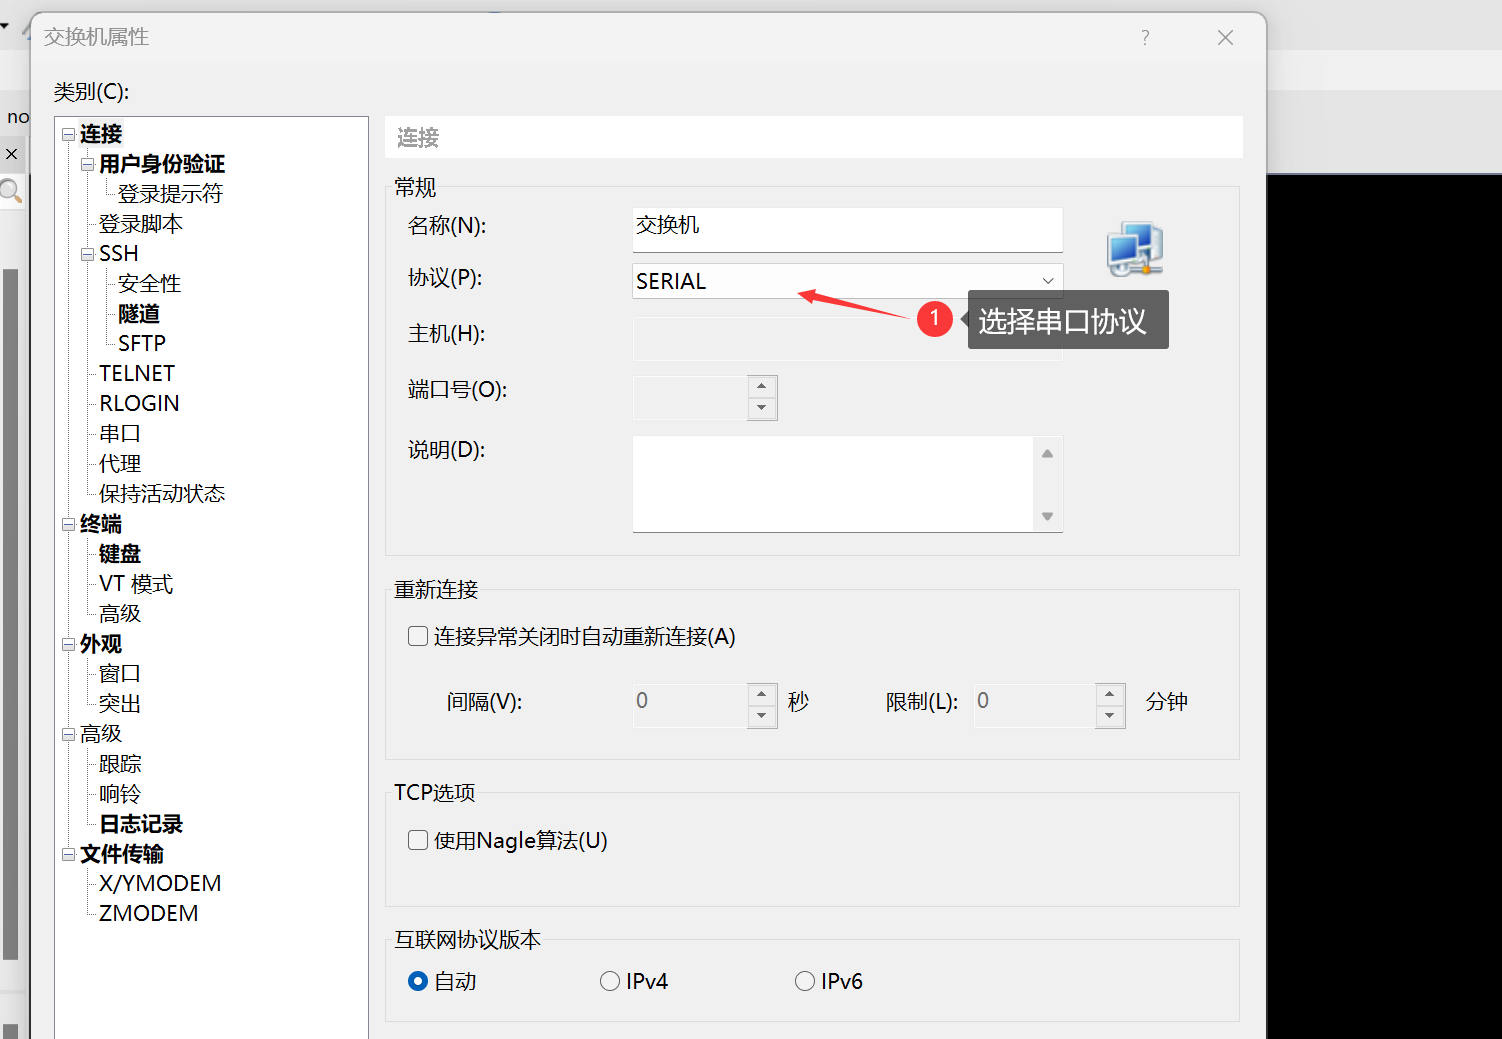 交换机属性
?
类别(C):
no
连接
用户身份验证
登录提示符
登录脚本
SSH
安全性
隧道
SFTP
TELNET
RLOGIN
串口
代理
保持活动状态
终端
键盘
VT 模式
高级
外观
窗口
突出
高级
跟踪
响铃
日志记录
文件传输
X/YMODEM
ZMODEM
连接
常规
名称(N):
交换机
协议(P):
SERIAL
1
选择串口协议
主机(H):
端口号(O):
说明(D):
重新连接
连接异常关闭时自动重新连接(A)
间隔(V): 0 秒 限制(L): 0 分钟
TCP选项
使用Nagle算法(U)
互联网协议版本
自动 IPv4 IPv6